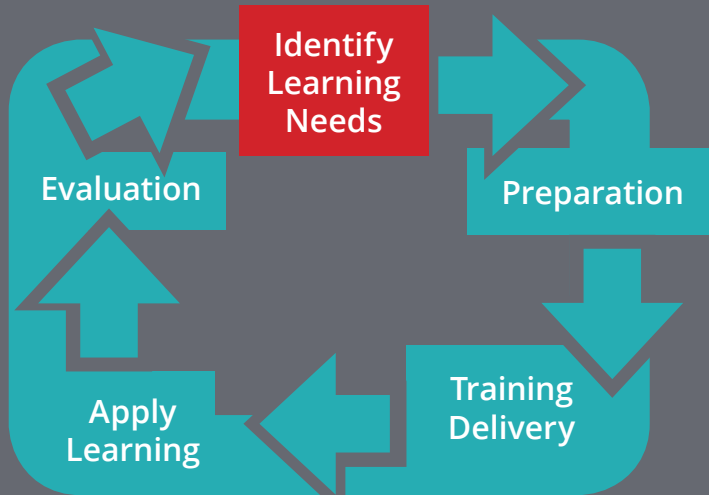 Identify
Learning
Needs
Preparation
Training
Delivery
Apply
Learning
Evaluation